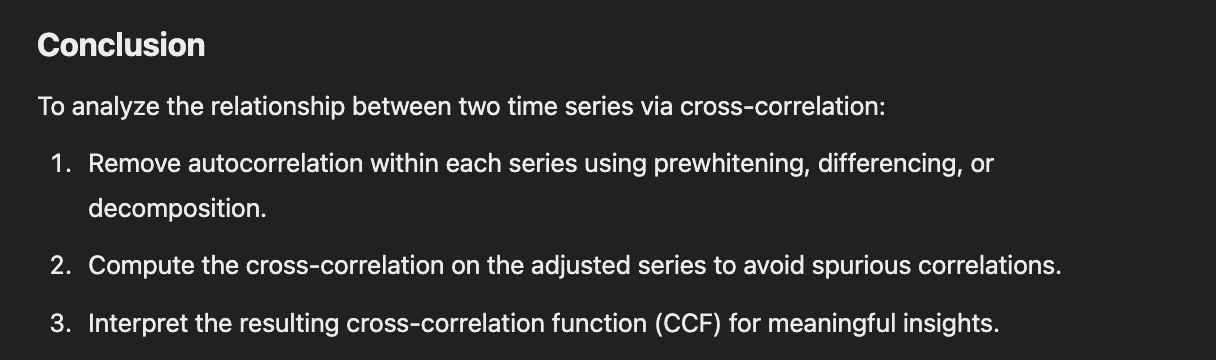 Conclusion
To analyze the relationship between two time series via cross-correlation:
1. Remove autocorrelation within each series using prewhitening, differencing, or
decomposition.
2. Compute the cross-correlation on the adjusted series to avoid spurious correlations.
3. Interpret the resulting cross-correlation function (CCF) for meaningful insights.